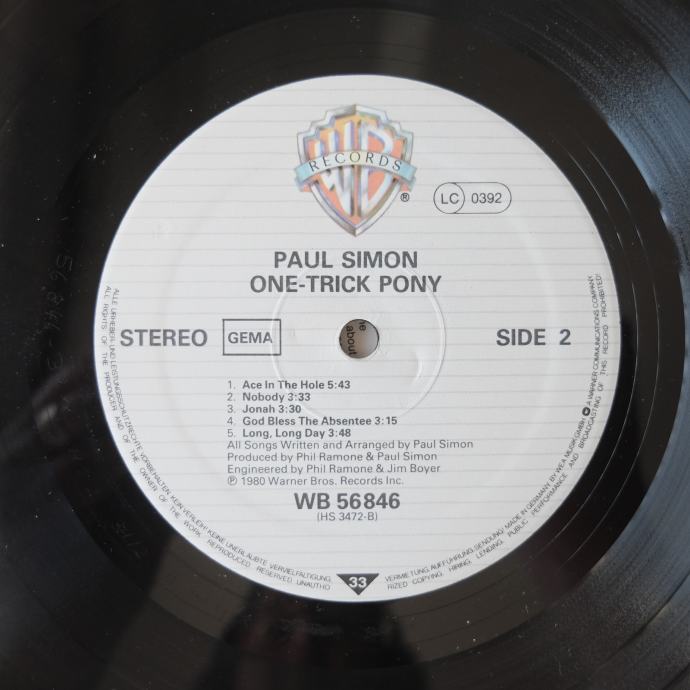 WB
RECORDS
®
LC 0392
PAUL SIMON
ONE-TRICK PONY
STEREO GEMA SIDE 2
e
about
1. Ace In The Hole 5:43
2. Nobody 3:33
3. Jonah 3:30
4. God Bless The Absentee 3:15
5. Long, Long Day 3:48
All Songs Written and Arranged by Paul Simon
Produced by Phil Ramone & Paul Simon
Engineered by Phil Ramone & Jim Boyer
℗ 1980 Warner Bros. Records Inc.
WB 56 846
(HS 3472-B)
33
ALLE URHEBER- UND LEISTUNGSSCHUTZRECHTE VORBEHALTEN. KEIN VERLEIH! KEINE UNERLAUBTE VERVIELFÄLTIGUNG, VERMIETUNG, AUFFÜHRUNG, SENDUNG! MADE IN GERMANY BY WEA MUSIK GMBH A WARNER COMMUNICATIONS COMPANY
ALL RIGHTS OF THE PRODUCER AND OF THE OWNER OF THE WORK REPRODUCED RESERVED. UNAUTHORIZED COPYING, HIRING, LENDING, PUBLIC PERFORMANCE AND BROADCASTING OF THIS RECORD PROHIBITED!